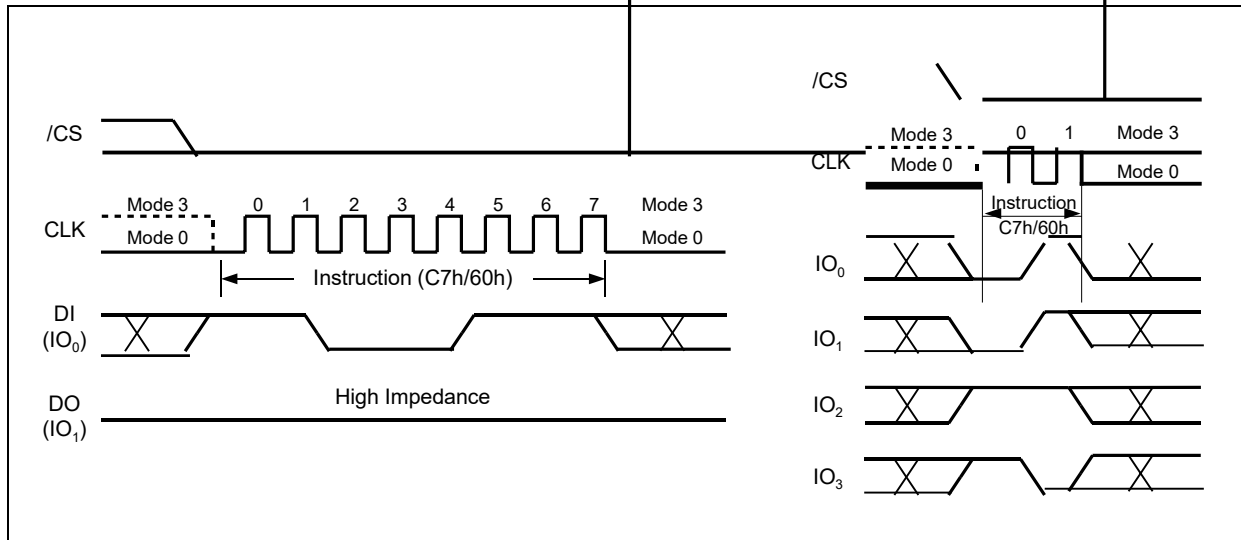 /CS
Mode 3
Mode 0
CLK
0 1 2 3 4 5 6 7
Mode 3
Mode 0
Instruction (C7h/60h)
DI
(IO₀)
High Impedance
DO
(IO₁)
/CS
Mode 3
Mode 0
CLK
0 1
Mode 3
Mode 0
Instruction
C7h/60h
IO₀
IO₁
IO₂
IO₃